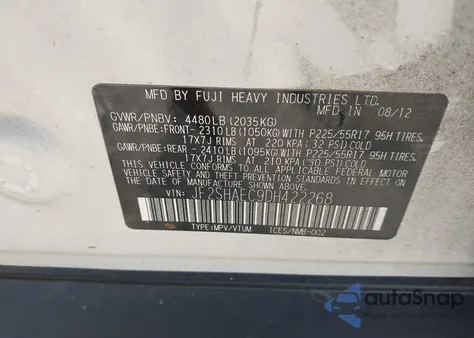 MFD BY FUJI HEAVY INDUSTRIES LTD.
MFD IN 08/12
GVWR/PNBV: 4480LB(2035KG)
GAWR/PNBE:FRONT-2310LB(1050KG)WITH P225/55R17 95H TIRES,
17X7J RIMS AT 220 KPA(32 PSI)COLD
GAWR/PNBE:REAR -2410LB(1095KG)WITH P225/55R17 95H TIRES,
17X7J RIMS AT 210 KPA(30 PSI)COLD
THIS VEHICLE CONFORMS TO ALL APPLICABLE FEDERAL MOTOR
VEHICLE SAFETY, BUMPER, AND THEFT PREVENTION STANDARDS
IN EFFECT ON THE DATE OF MANUFACTURE SHOWN ABOVE.
JF2SHAEC9DH422268
TYPE:MPV/VTUM ICES/NMB-002
autoSnap